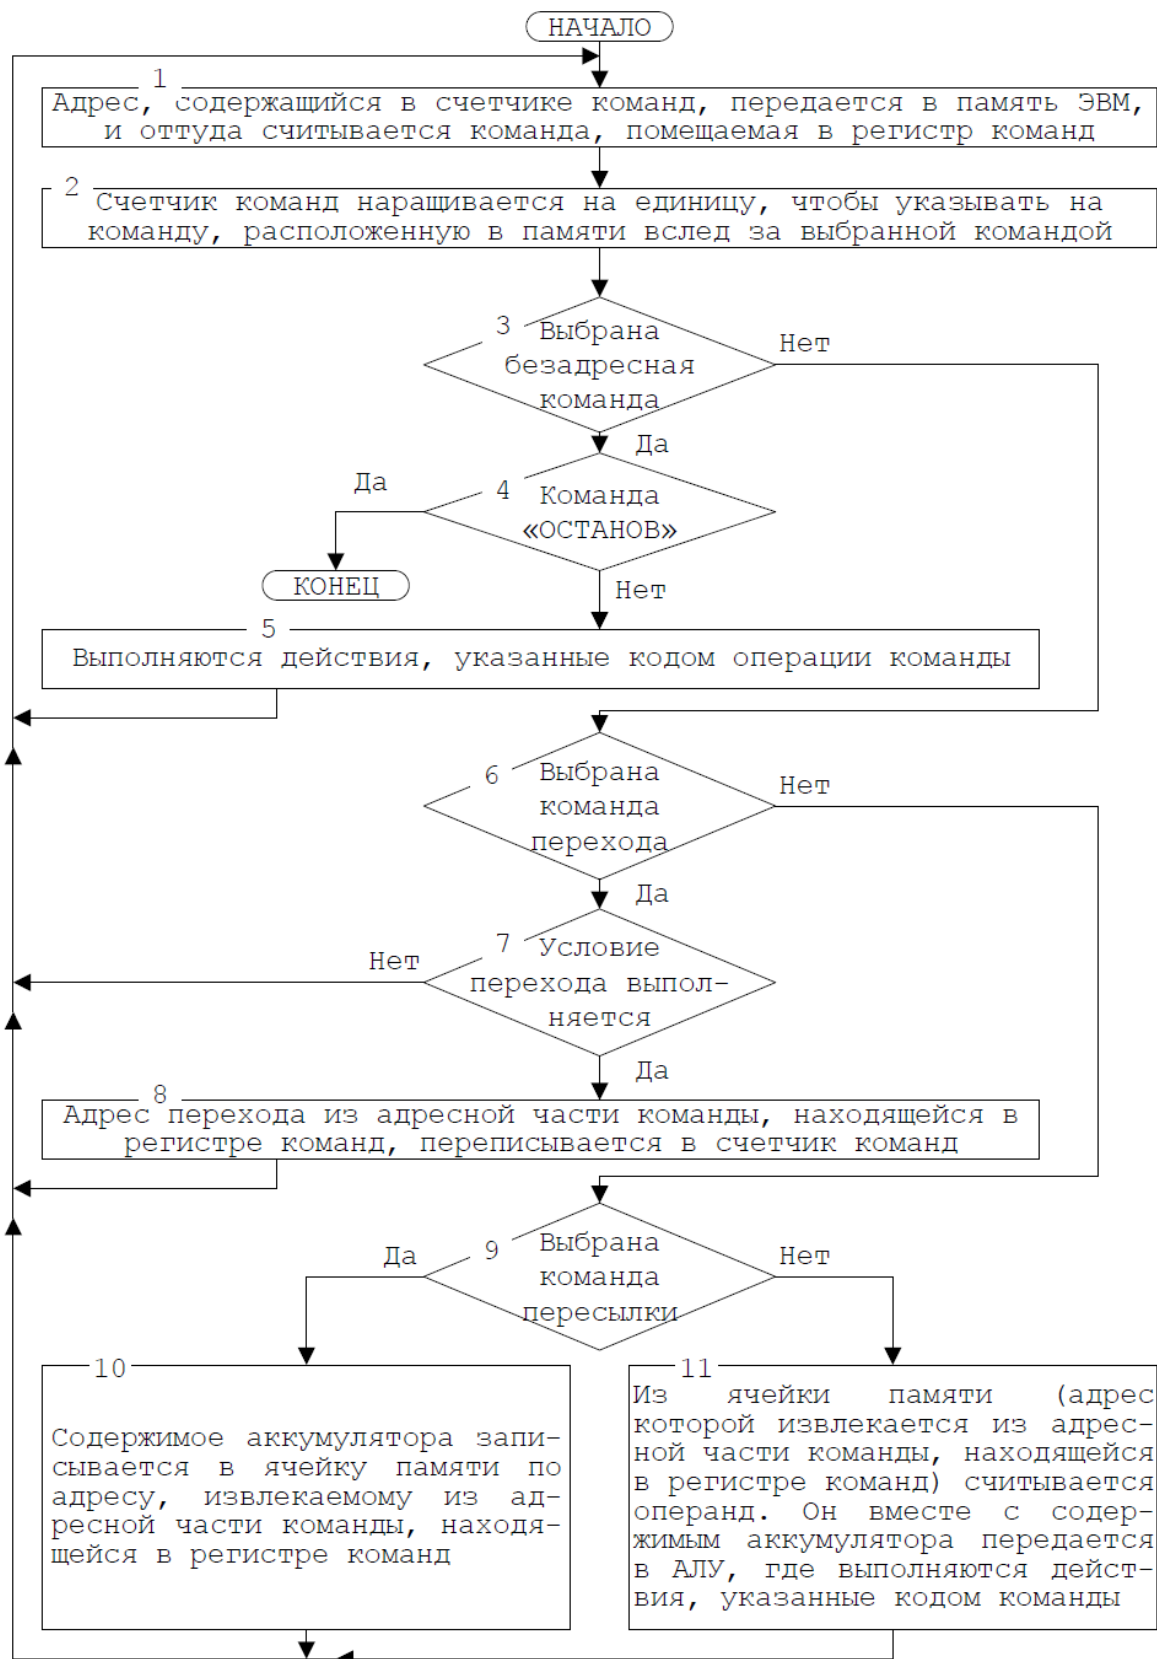 НАЧАЛО
1
Адрес, содержащийся в счетчике команд, передается в память ЭВМ,
и оттуда считывается команда, помещаемая в регистр команд
2
Счетчик команд наращивается на единицу, чтобы указывать на
команду, расположенную в памяти вслед за выбранной командой
3
Выбрана
безадресная
команда
Нет
Да
4
Команда
«ОСТАНОВ»
Да
КОНЕЦ
Нет
5
Выполняются действия, указанные кодом операции команды
6
Выбрана
команда
перехода
Нет
Да
7
Условие
перехода выпол-
няется
Нет
Да
8
Адрес перехода из адресной части команды, находящейся в
регистре команд, переписывается в счетчик команд
9
Выбрана
команда
пересылки
Да
Нет
10
Содержимое аккумулятора запи-
сывается в ячейку памяти по
адресу, извлекаемому из ад-
ресной части команды, находя-
щейся в регистре команд
11
Из ячейки памяти (адрес
которой извлекается из адрес-
ной части команды, находящейся
в регистре команд) считывается
операнд. Он вместе с содер-
жимым аккумулятора передается
в АЛУ, где выполняются дейст-
вия, указанные кодом команды